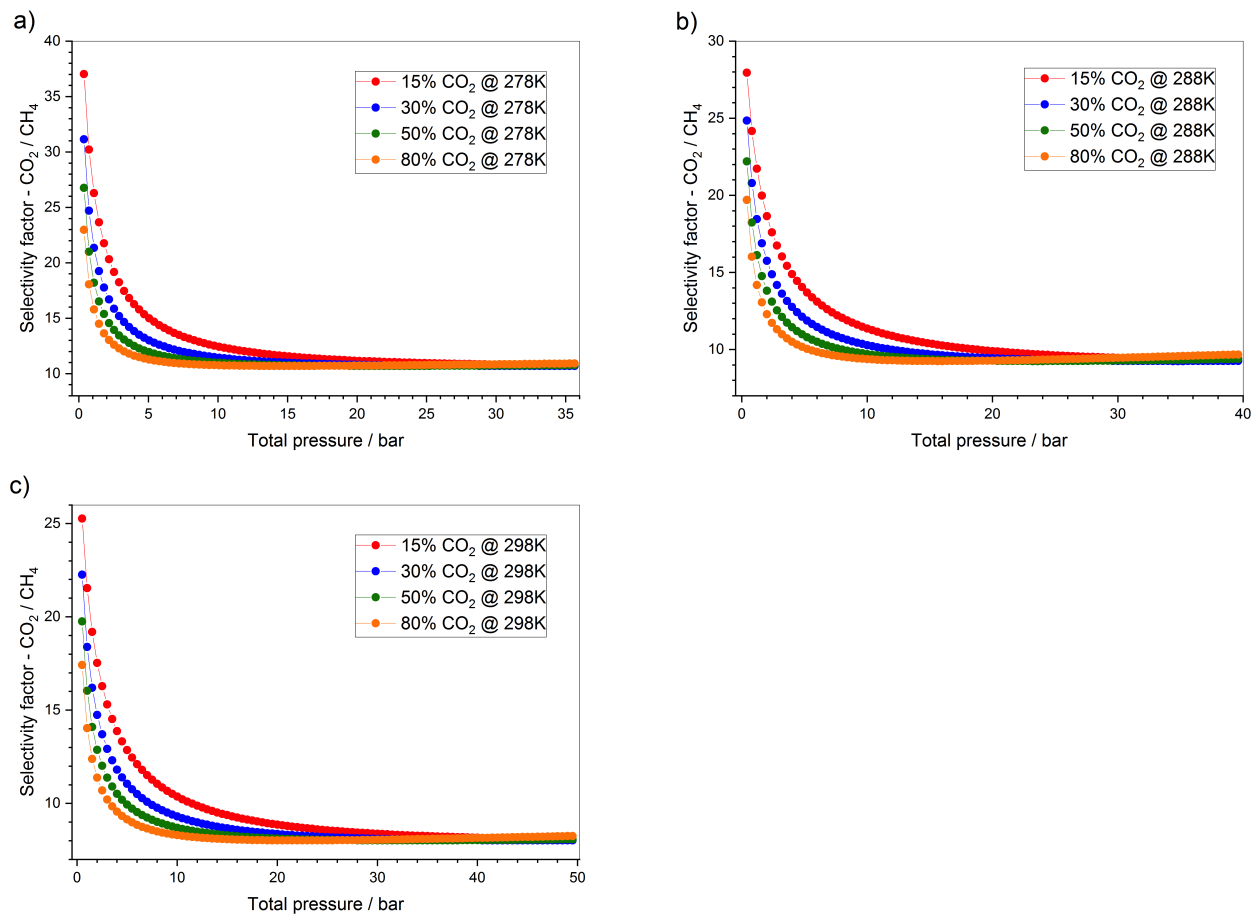 a)
40
35
30
25
20
15
10
Selectivity factor - CO₂ / CH₄
15% CO₂ @ 278K
30% CO₂ @ 278K
50% CO₂ @ 278K
80% CO₂ @ 278K
0 5 10 15 20 25 30 35
Total pressure / bar
b)
30
25
20
15
10
Selectivity factor - CO₂ / CH₄
15% CO₂ @ 288K
30% CO₂ @ 288K
50% CO₂ @ 288K
80% CO₂ @ 288K
0 10 20 30 40
Total pressure / bar
c)
25
20
15
10
Selectivity factor - CO₂ / CH₄
15% CO₂ @ 298K
30% CO₂ @ 298K
50% CO₂ @ 298K
80% CO₂ @ 298K
0 10 20 30 40 50
Total pressure / bar